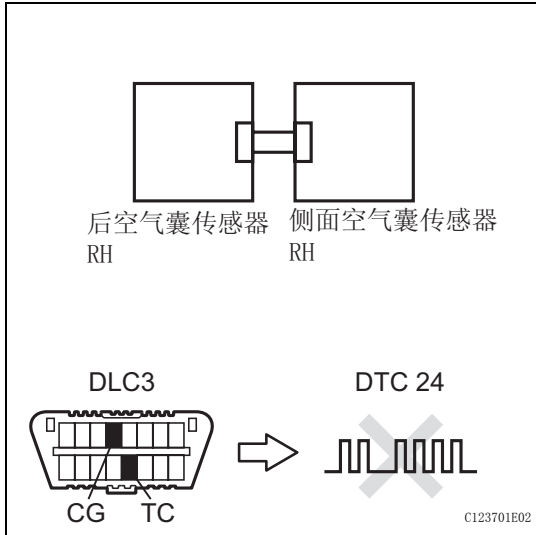 后空气囊传感器
RH
侧面空气囊传感器
RH
DLC3
DTC 24
CG
TC
C123701E02